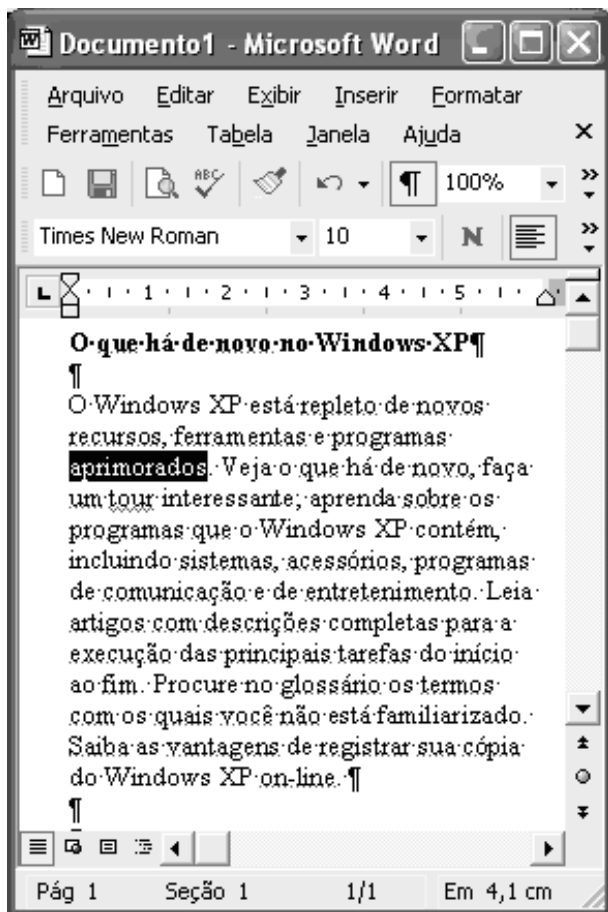 Documento1 - Microsoft Word
Arquivo Editar Exibir Inserir Formatar
Ferramentas Tabela Janela Ajuda
ABC ¶ 100%
Times New Roman 10 N
L 1 2 3 4 5
O·que·há·de·novo·no·Windows·XP¶
¶
O·Windows XP·está·repleto·de·novos·
recursos,·ferramentas·e·programas·
aprimorados.·Veja·o·que·há·de·novo,·faça·
um·tour·interessante;·aprenda·sobre·os·
programas·que·o·Windows XP·contém,·
incluindo·sistemas,·acessórios,·programas·
de·comunicação·e·de·entretenimento.·Leia·
artigos·com·descrições·completas·para·a·
execução·das·principais·tarefas·do·início·
ao·fim.·Procure·no·glossário·os·termos·
com·os·quais·você·não·está·familiarizado.·
Saiba·as·vantagens·de·registrar·sua·cópia·
do·Windows XP·on-line.·¶
¶
Pág 1 Seção 1 1/1 Em 4,1 cm